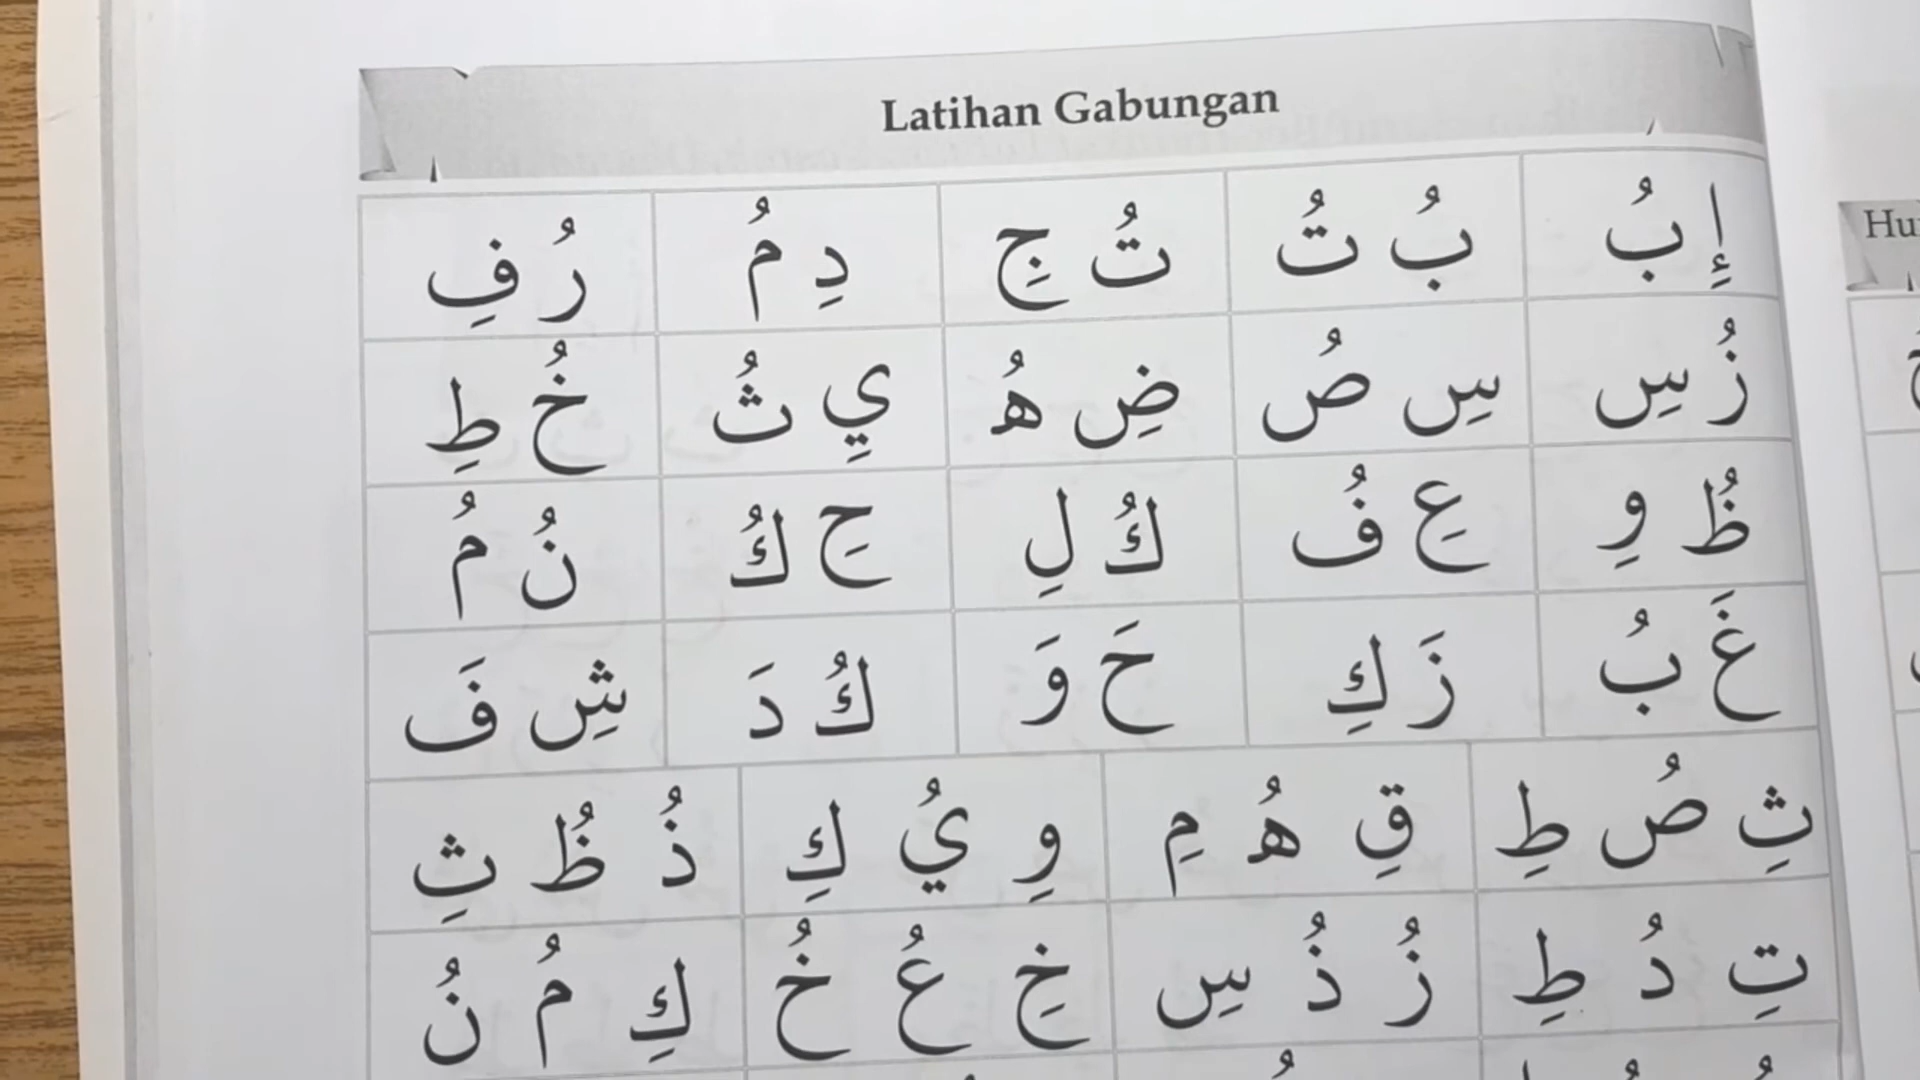 Latihan Gabungan
إِ بُ بُ تُ تُ جِ دِ مُ رُ فِ
زُ سِ سِ صُ ضِ هُ يِ ثُ خُ طِ
ظُ وِ عِ فُ كُ لِ حِ كُ نُ مُ
غَ بُ زَ كِ حَ وَ كُ دَ شِ فَ
ثِ صُ طِ قِ هُ مِ وِ يُ كِ ذُ ظُ ثِ
تِ دُ طِ زُ ذُ سِ خِ عُ خُ كِ مُ نُ